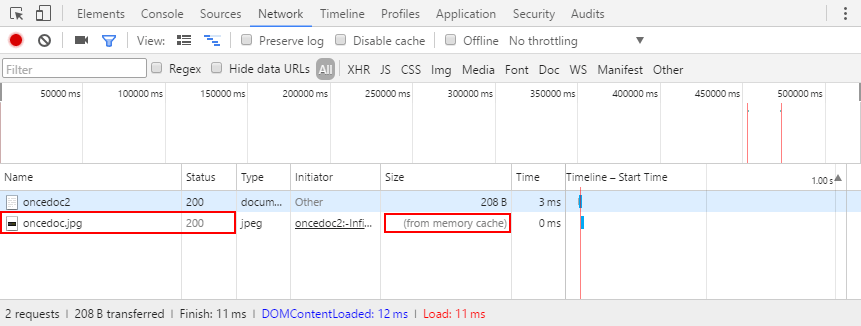 Elements Console Sources Network Timeline Profiles Application Security Audits
View: Preserve log Disable cache Offline No throttling
Filter Regex Hide data URLs All XHR JS CSS Img Media Font Doc WS Manifest Other
50000 ms 100000 ms 150000 ms 200000 ms 250000 ms 300000 ms 350000 ms 400000 ms 450000 ms 500000 ms
Name Status Type Initiator Size Time Timeline – Start Time 1.00 s
oncedoc2 200 docum... Other 208 B 3 ms
oncedoc.jpg 200 jpeg oncedoc2:-Infi... (from memory cache) 0 ms
2 requests | 208 B transferred | Finish: 11 ms | DOMContentLoaded: 12 ms | Load: 11 ms